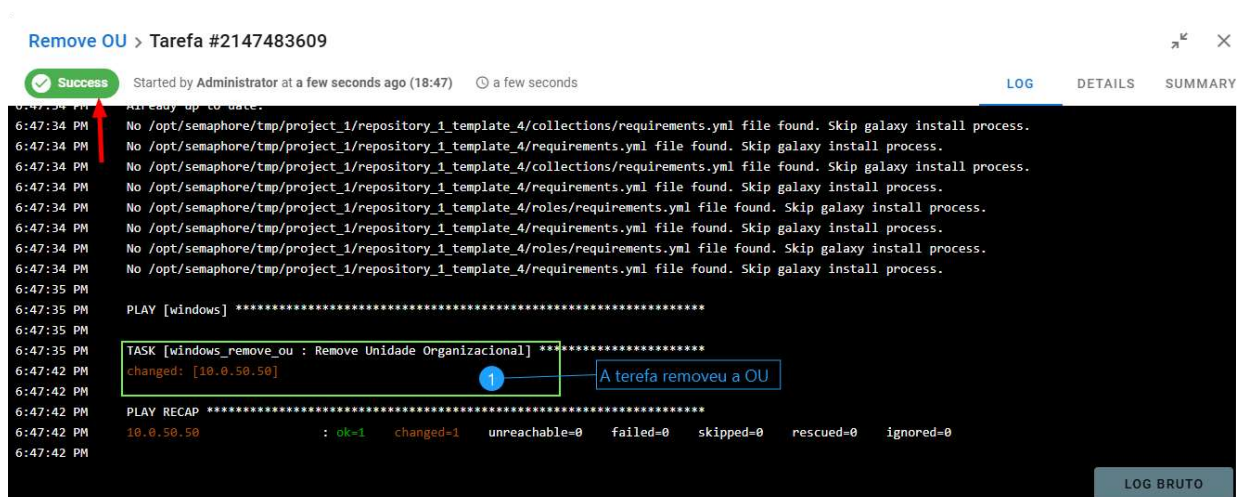 Remove OU > Tarefa #2147483609
Success Started by Administrator at a few seconds ago (18:47) a few seconds LOG DETAILS SUMMARY
6:47:34 PM Already up to date.
6:47:34 PM No /opt/semaphore/tmp/project_1/repository_1_template_4/collections/requirements.yml file found. Skip galaxy install process.
6:47:34 PM No /opt/semaphore/tmp/project_1/repository_1_template_4/requirements.yml file found. Skip galaxy install process.
6:47:34 PM No /opt/semaphore/tmp/project_1/repository_1_template_4/collections/requirements.yml file found. Skip galaxy install process.
6:47:34 PM No /opt/semaphore/tmp/project_1/repository_1_template_4/requirements.yml file found. Skip galaxy install process.
6:47:34 PM No /opt/semaphore/tmp/project_1/repository_1_template_4/roles/requirements.yml file found. Skip galaxy install process.
6:47:34 PM No /opt/semaphore/tmp/project_1/repository_1_template_4/requirements.yml file found. Skip galaxy install process.
6:47:34 PM No /opt/semaphore/tmp/project_1/repository_1_template_4/roles/requirements.yml file found. Skip galaxy install process.
6:47:34 PM No /opt/semaphore/tmp/project_1/repository_1_template_4/requirements.yml file found. Skip galaxy install process.
6:47:35 PM
6:47:35 PM PLAY [windows] *****************************************************************
6:47:35 PM
6:47:35 PM TASK [windows_remove_ou : Remove Unidade Organizacional] ***********************
6:47:42 PM changed: [10.0.50.50]
1 A terefa removeu a OU
6:47:42 PM
6:47:42 PM PLAY RECAP *********************************************************************
6:47:42 PM 10.0.50.50 : ok=1 changed=1 unreachable=0 failed=0 skipped=0 rescued=0 ignored=0
6:47:42 PM
LOG BRUTO